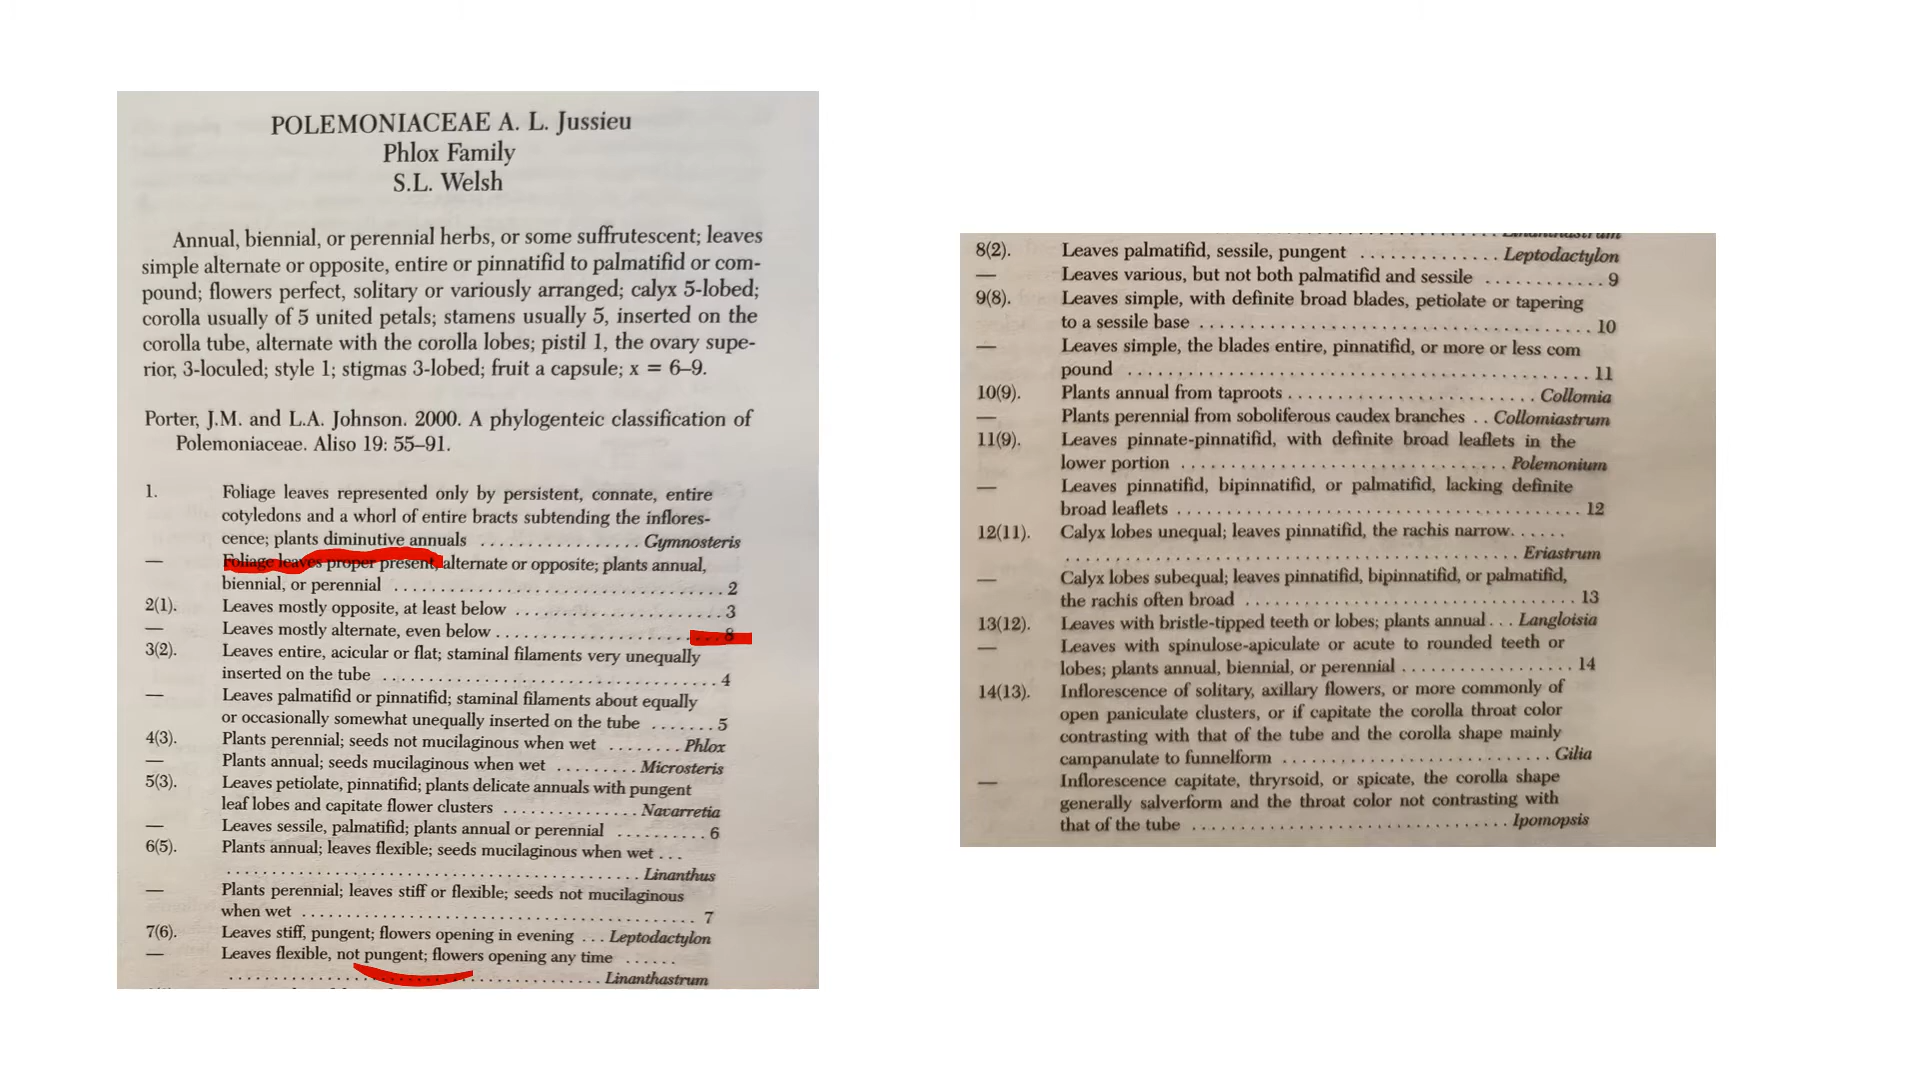 POLEMONIACEAE A. L. Jussieu
Phlox Family
S.L. Welsh
Annual, biennial, or perennial herbs, or some suffrutescent; leaves
simple alternate or opposite, entire or pinnatifid to palmatifid or com-
pound; flowers perfect, solitary or variously arranged; calyx 5-lobed;
corolla usually of 5 united petals; stamens usually 5, inserted on the
corolla tube, alternate with the corolla lobes; pistil 1, the ovary supe-
rior, 3-loculed; style 1; stigmas 3-lobed; fruit a capsule; x = 6–9.
Porter, J.M. and L.A. Johnson. 2000. A phylogenteic classification of
Polemoniaceae. Aliso 19: 55–91.
1. Foliage leaves represented only by persistent, connate, entire
cotyledons and a whorl of entire bracts subtending the inflores-
cence; plants diminutive annuals ................. Gymnosteris
— Foliage leaves proper present, alternate or opposite; plants annual,
biennial, or perennial .................................... 2
2(1). Leaves mostly opposite, at least below ....................... 3
— Leaves mostly alternate, even below ......................... 8
3(2). Leaves entire, acicular or flat; staminal filaments very unequally
inserted on the tube ...................................... 4
— Leaves palmatifid or pinnatifid; staminal filaments about equally
or occasionally somewhat unequally inserted on the tube ....... 5
4(3). Plants perennial; seeds not mucilaginous when wet ........ Phlox
— Plants annual; seeds mucilaginous when wet ......... Microsteris
5(3). Leaves petiolate, pinnatifid; plants delicate annuals with pungent
leaf lobes and capitate flower clusters .............. Navarretia
— Leaves sessile, palmatifid; plants annual or perennial .......... 6
6(5). Plants annual; leaves flexible; seeds mucilaginous when wet ...
............................................ Linanthus
— Plants perennial; leaves stiff or flexible; seeds not mucilaginous
when wet .............................................. 7
7(6). Leaves stiff, pungent; flowers opening in evening ... Leptodactylon
— Leaves flexible, not pungent; flowers opening any time ......
........................................ Linanthastrum
8(2). Leaves palmatifid, sessile, pungent ............. Leptodactylon
— Leaves various, but not both palmatifid and sessile ............ 9
9(8). Leaves simple, with definite broad blades, petiolate or tapering
to a sessile base ....................................... 10
— Leaves simple, the blades entire, pinnatifid, or more or less com
pound ................................................ 11
10(9). Plants annual from taproots ........................ Collomia
— Plants perennial from soboliferous caudex branches .. Collomiastrum
11(9). Leaves pinnate-pinnatifid, with definite broad leaflets in the
lower portion ................................ Polemonium
— Leaves pinnatifid, bipinnatifid, or palmatifid, lacking definite
broad leaflets ......................................... 12
12(11). Calyx lobes unequal; leaves pinnatifid, the rachis narrow......
............................................ Eriastrum
— Calyx lobes subequal; leaves pinnatifid, bipinnatifid, or palmatifid,
the rachis often broad .................................. 13
13(12). Leaves with bristle-tipped teeth or lobes; plants annual ... Langloisia
— Leaves with spinulose-apiculate or acute to rounded teeth or
lobes; plants annual, biennial, or perennial ................. 14
14(13). Inflorescence of solitary, axillary flowers, or more commonly of
open paniculate clusters, or if capitate the corolla throat color
contrasting with that of the tube and the corolla shape mainly
campanulate to funnelform .......................... Gilia
— Inflorescence capitate, thryrsoid, or spicate, the corolla shape
generally salverform and the throat color not contrasting with
that of the tube ............................... Ipomopsis